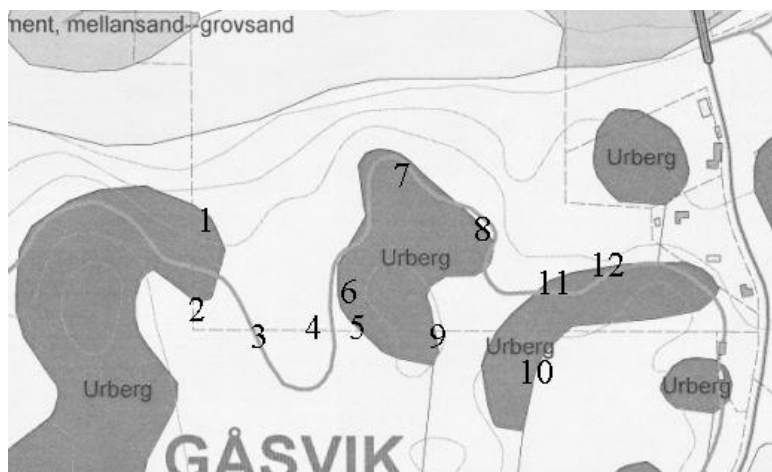 ment, mellansand--grovsand
Urberg
7
1
8
Urberg
12
11
6
2
5
4
3
9
Urberg
10
Urberg
Urberg
GÅSVIK